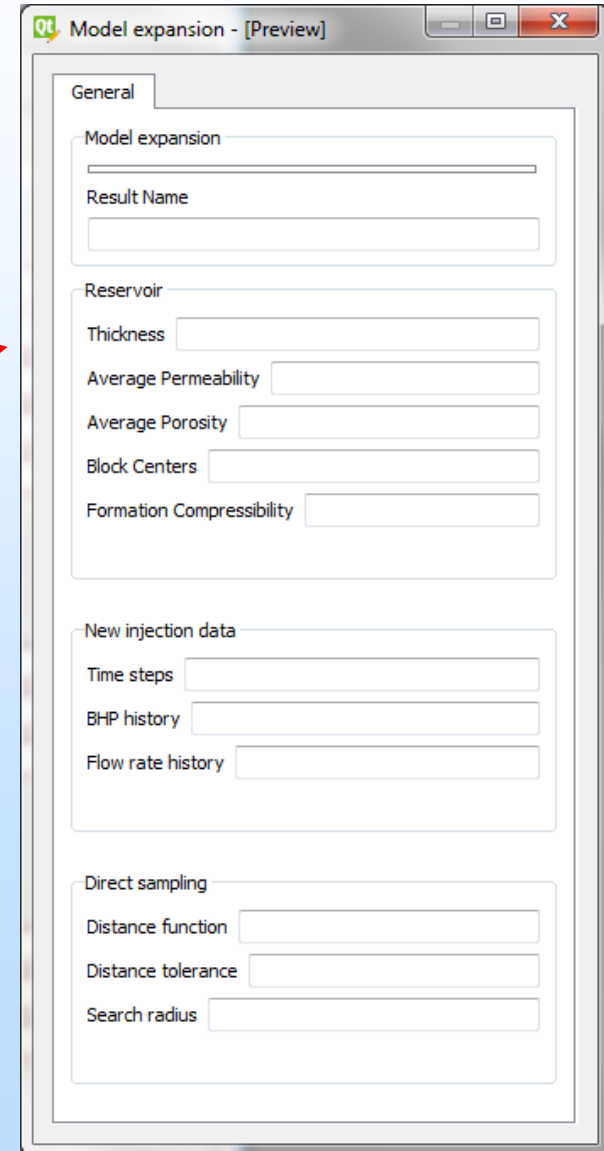 Qt Model expansion - [Preview]
General
Model expansion
Result Name
Reservoir
Thickness
Average Permeability
Average Porosity
Block Centers
Formation Compressibility
New injection data
Time steps
BHP history
Flow rate history
Direct sampling
Distance function
Distance tolerance
Search radius